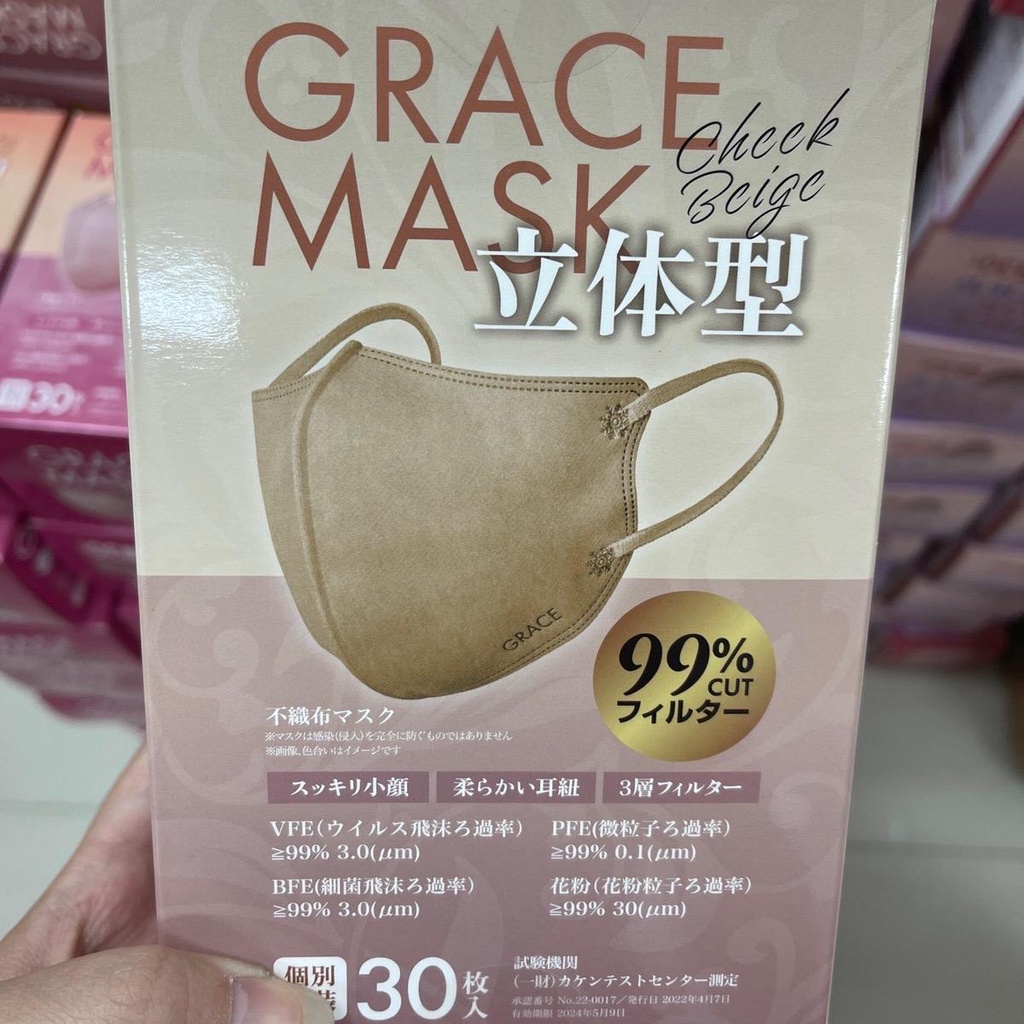 GRACE
MASK
Cheek
Beige
立体型
GRACE
99%
CUT
フィルター
不織布マスク
※マスクは感染(侵入)を完全に防ぐものではありません
※画像、色合いはイメージです
スッキリ小顔 柔らかい耳紐 3層フィルター
VFE(ウイルス飛沫ろ過率) PFE(微粒子ろ過率)
≧99% 3.0(μm) ≧99% 0.1(μm)
BFE(細菌飛沫ろ過率) 花粉(花粉粒子ろ過率)
≧99% 3.0(μm) ≧99% 30(μm)
個別
30枚入
試験機関
(一財)カケンテストセンター測定
承認番号 No.22-0017/発行日 2022年4月7日
有効期限 2024年5月9日
30
GRACE